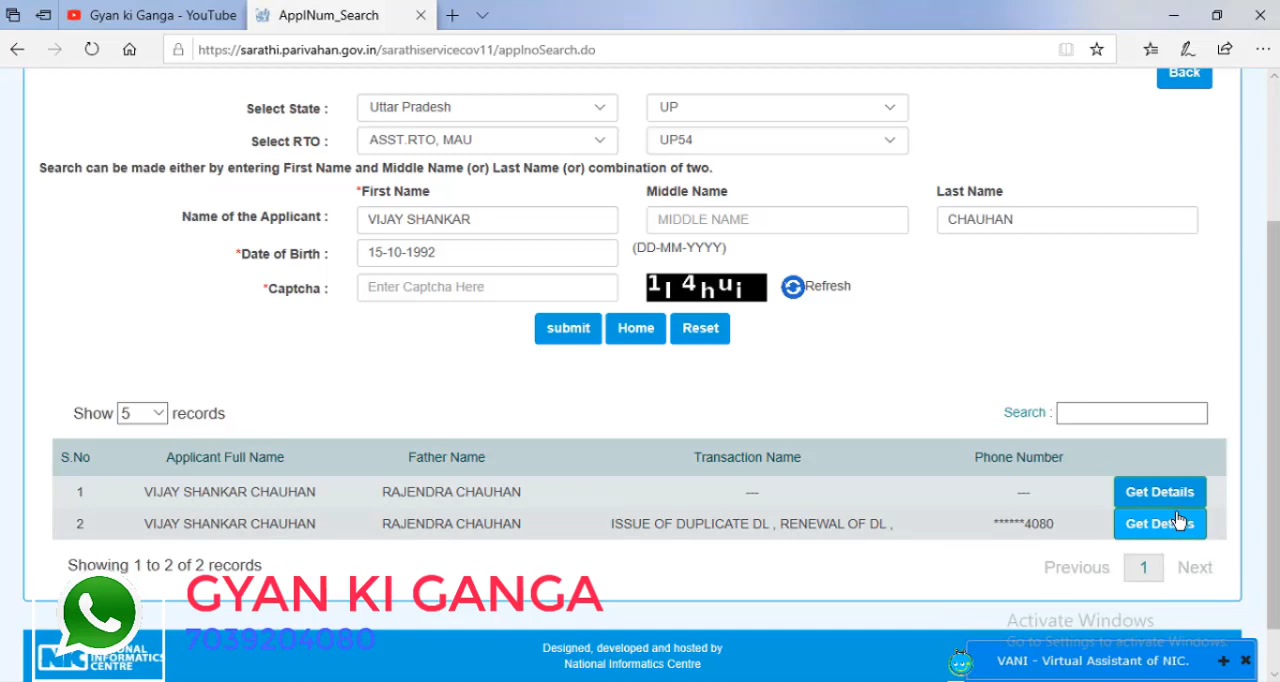 Gyan ki Ganga - YouTube
ApplNum_Search
https://sarathi.parivahan.gov.in/sarathiservicecov11/applnoSearch.do
Back
Select State : Uttar Pradesh UP
Select RTO : ASST.RTO, MAU UP54
Search can be made either by entering First Name and Middle Name (or) Last Name (or) combination of two.
*First Name Middle Name Last Name
Name of the Applicant : VIJAY SHANKAR MIDDLE NAME CHAUHAN
*Date of Birth : 15-10-1992 (DD-MM-YYYY)
*Captcha : Enter Captcha Here 1l4hui Refresh
submit Home Reset
Show 5 records Search :
S.No Applicant Full Name Father Name Transaction Name Phone Number
1 VIJAY SHANKAR CHAUHAN RAJENDRA CHAUHAN --- --- Get Details
2 VIJAY SHANKAR CHAUHAN RAJENDRA CHAUHAN ISSUE OF DUPLICATE DL , RENEWAL OF DL , ******4080 Get Details
Showing 1 to 2 of 2 records Previous 1 Next
GYAN KI GANGA
7039204080
Activate Windows
Go to Settings to activate Windows.
NIC NATIONAL INFORMATICS CENTRE
Designed, developed and hosted by
National Informatics Centre
VANI - Virtual Assistant of NIC.